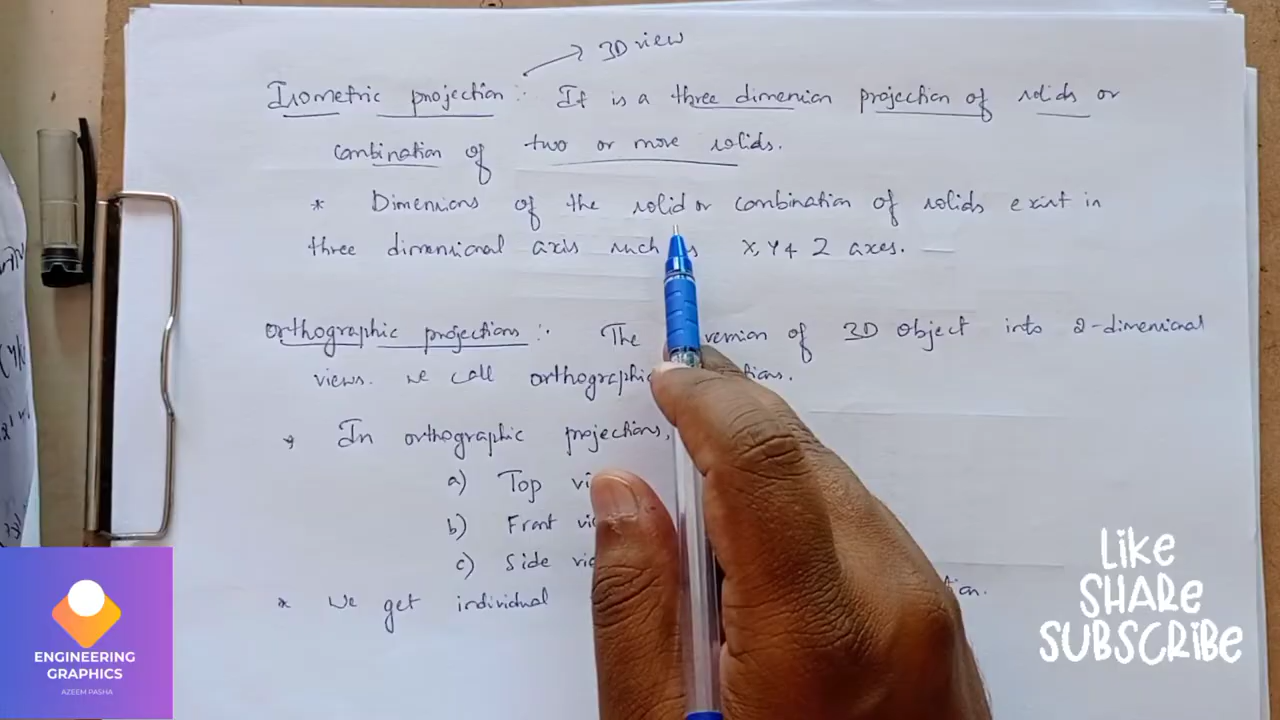 → 3D view
Isometric projection :- It is a three dimension projection of solids or
combination of two or more solids.
* Dimensions of the solid or combination of solids exist in
three dimensional axis such X, Y & Z axes.
Orthographic projections :- The of 3D Object into 2-dimensional
views. we call orthographic
* In orthographic projections,
a) Top
b) Front
c) Side
* We get individual
LIKE
SHARE
SUBSCRIBE
ENGINEERING
GRAPHICS
AZEEM PASHA